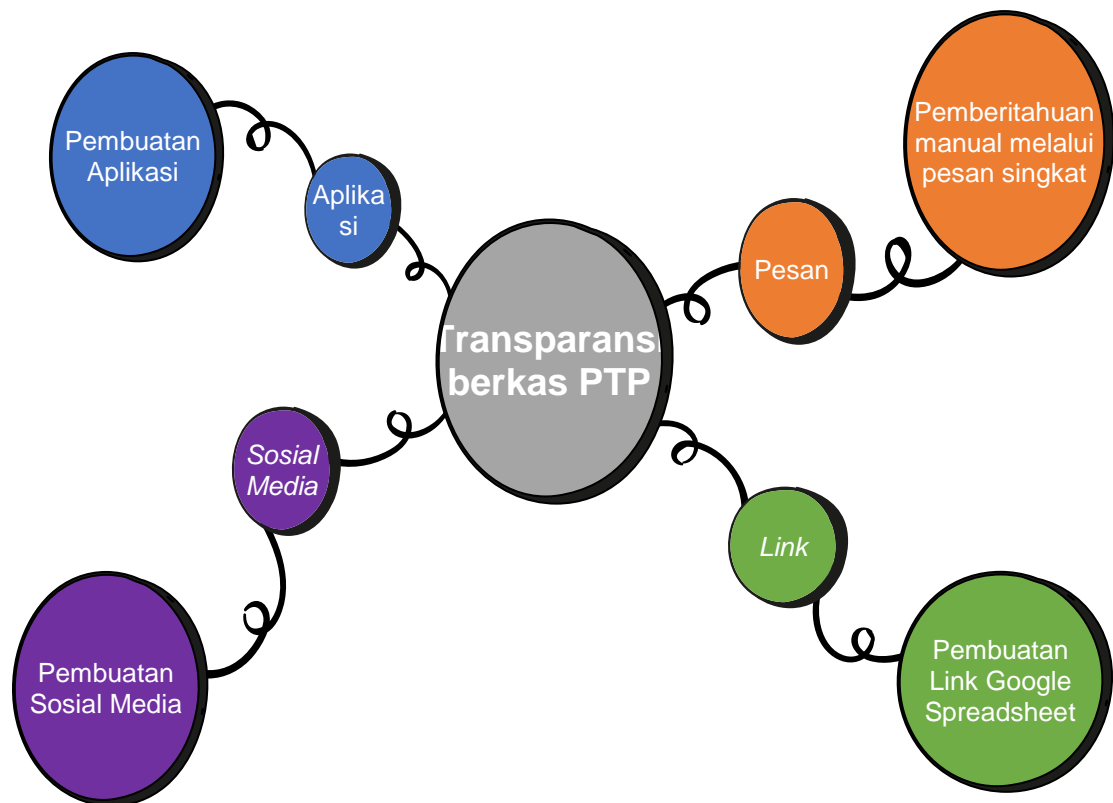 Pembuatan
Aplikasi
Aplika
si
Pemberitahuan
manual melalui
pesan singkat
Pesan
Transparansi
berkas PTP
Sosial
Media
Link
Pembuatan
Sosial Media
Pembuatan
Link Google
Spreadsheet